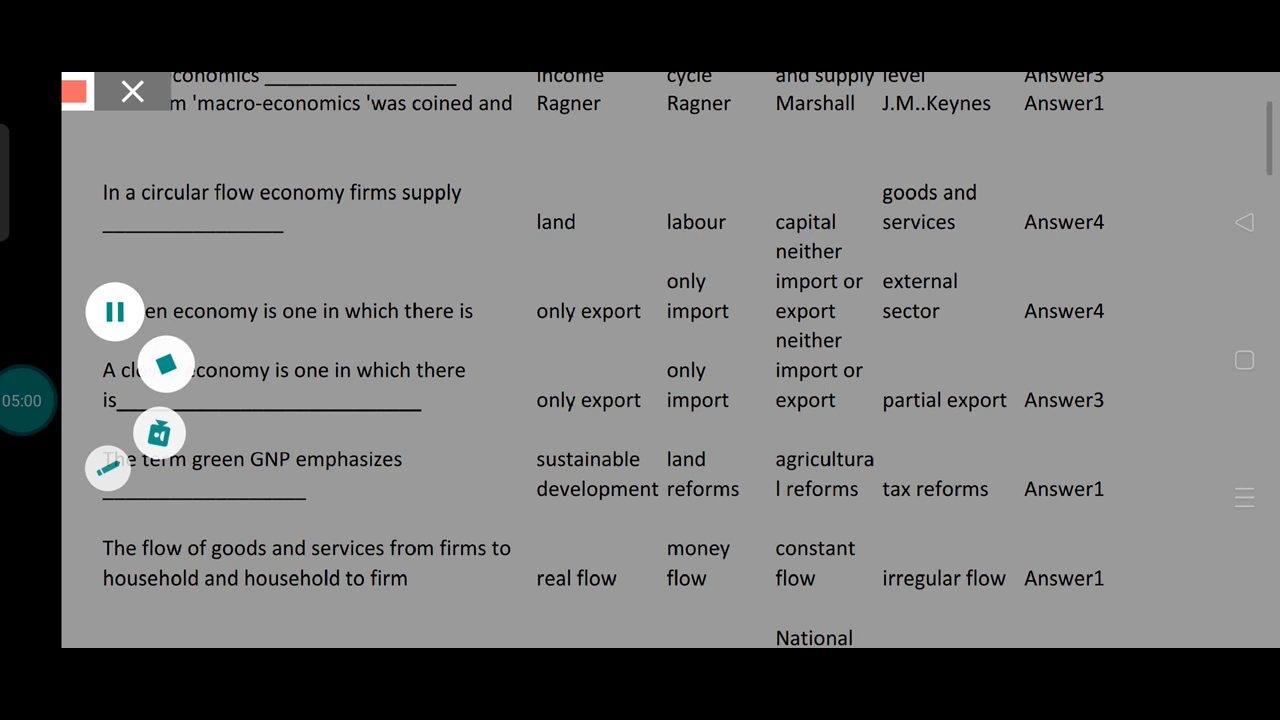 conomics _________________ income cycle and supply level Answer3
m 'macro-economics 'was coined and Ragner Ragner Marshall J.M..Keynes Answer1
In a circular flow economy firms supply goods and
________________ land labour capital services Answer4
neither
only import or external
en economy is one in which there is only export import export sector Answer4
neither
A cl economy is one in which there only import or
is___________________________ only export import export partial export Answer3
The term green GNP emphasizes sustainable land agricultura
__________________ development reforms l reforms tax reforms Answer1
The flow of goods and services from firms to money constant
household and household to firm real flow flow flow irregular flow Answer1
National
05:00